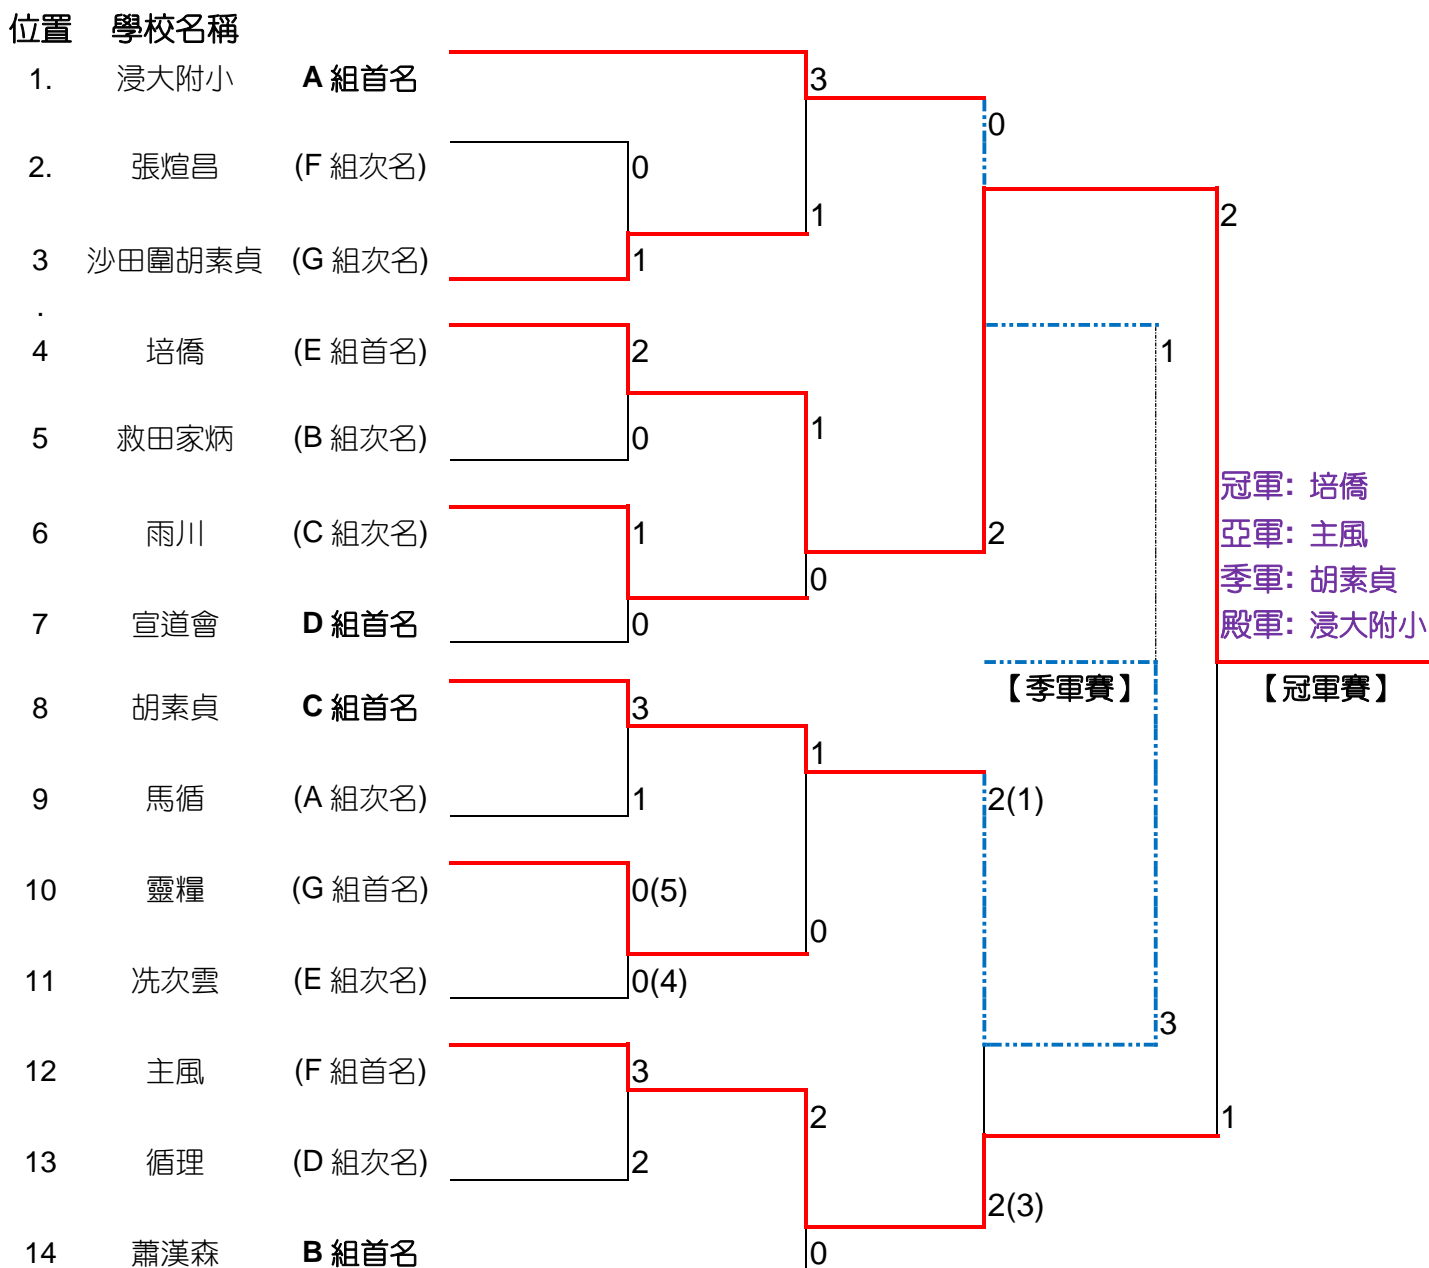 位置 學校名稱
1. 浸大附小 A 組首名 3
0
2. 張煊昌 (F 組次名) 0
1 2
3 沙田圍胡素貞 (G 組次名) 1
.
4 培僑 (E 組首名) 2 1
5 救田家炳 (B 組次名) 0 1
冠軍: 培僑
6 雨川 (C 組次名) 1 2 亞軍: 主風
0 季軍: 胡素貞
7 宣道會 D 組首名 0 殿軍: 浸大附小
【季軍賽】 【冠軍賽】
8 胡素貞 C 組首名 3
1
9 馬循 (A 組次名) 1 2(1)
10 靈糧 (G 組首名) 0(5)
0
11 冼次雲 (E 組次名) 0(4)
3
12 主風 (F 組首名) 3
2 1
13 循理 (D 組次名) 2
2(3)
14 蕭漢森 B 組首名 0